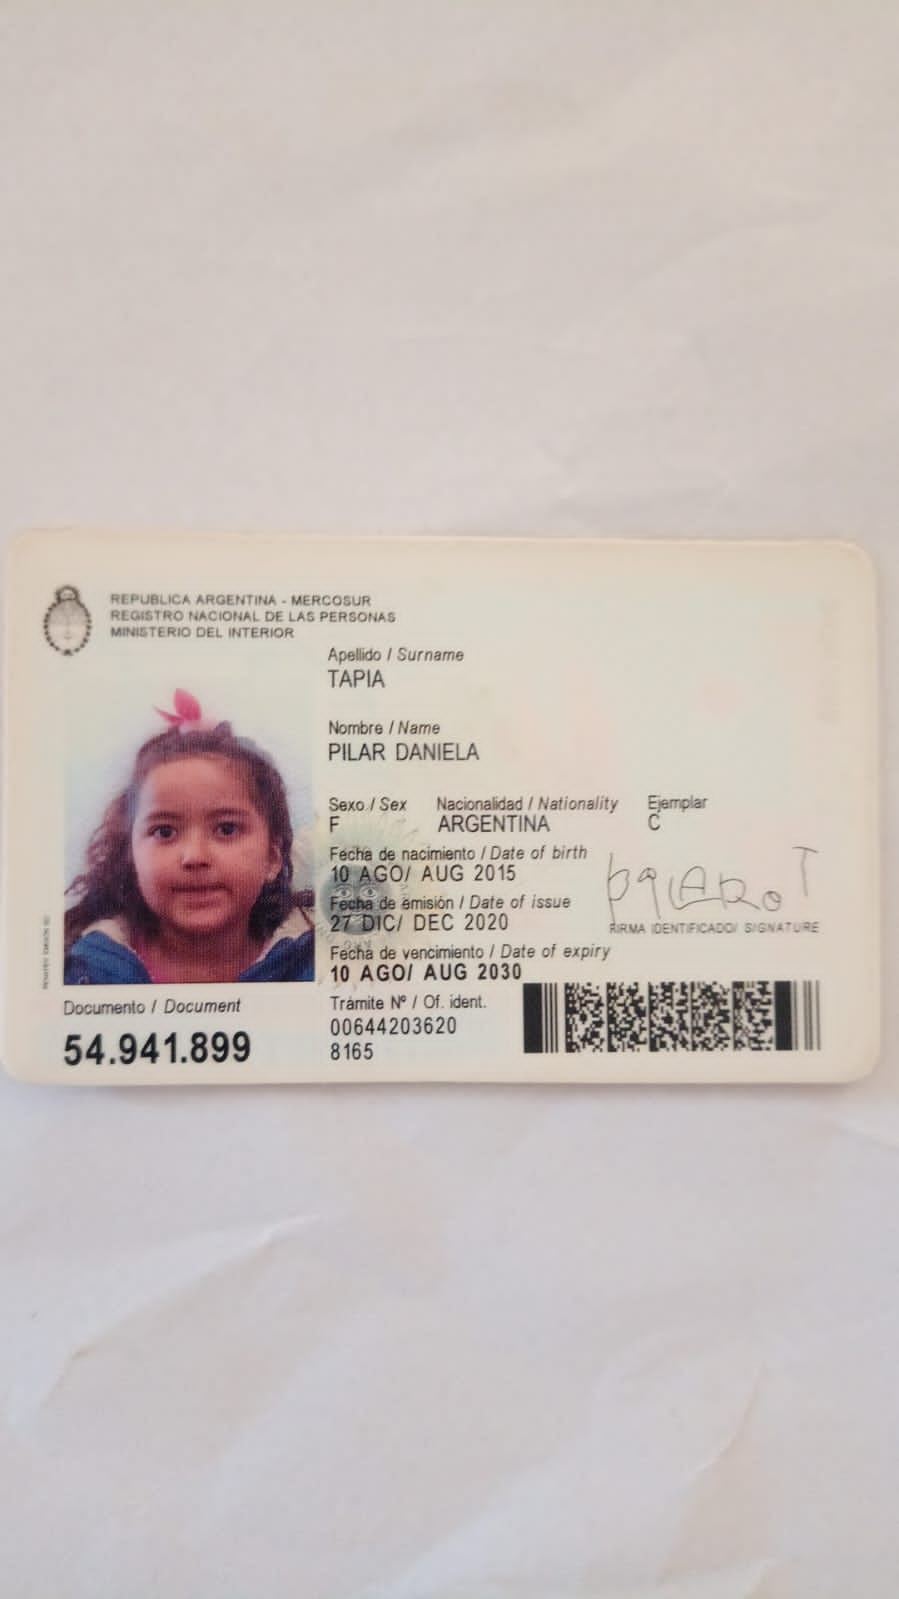 REPUBLICA ARGENTINA - MERCOSUR
REGISTRO NACIONAL DE LAS PERSONAS
MINISTERIO DEL INTERIOR
Apellido / Surname
TAPIA
Nombre / Name
PILAR DANIELA
Sexo / Sex Nacionalidad / Nationality Ejemplar
F ARGENTINA C
Fecha de nacimiento / Date of birth
10 AGO/ AUG 2015
Fecha de emisión / Date of issue
27 DIC/ DEC 2020
FIRMA IDENTIFICADO/ SIGNATURE
Fecha de vencimiento / Date of expiry
10 AGO/ AUG 2030
Documento / Document
54.941.899
Trámite Nº / Of. ident.
00644203620
8165